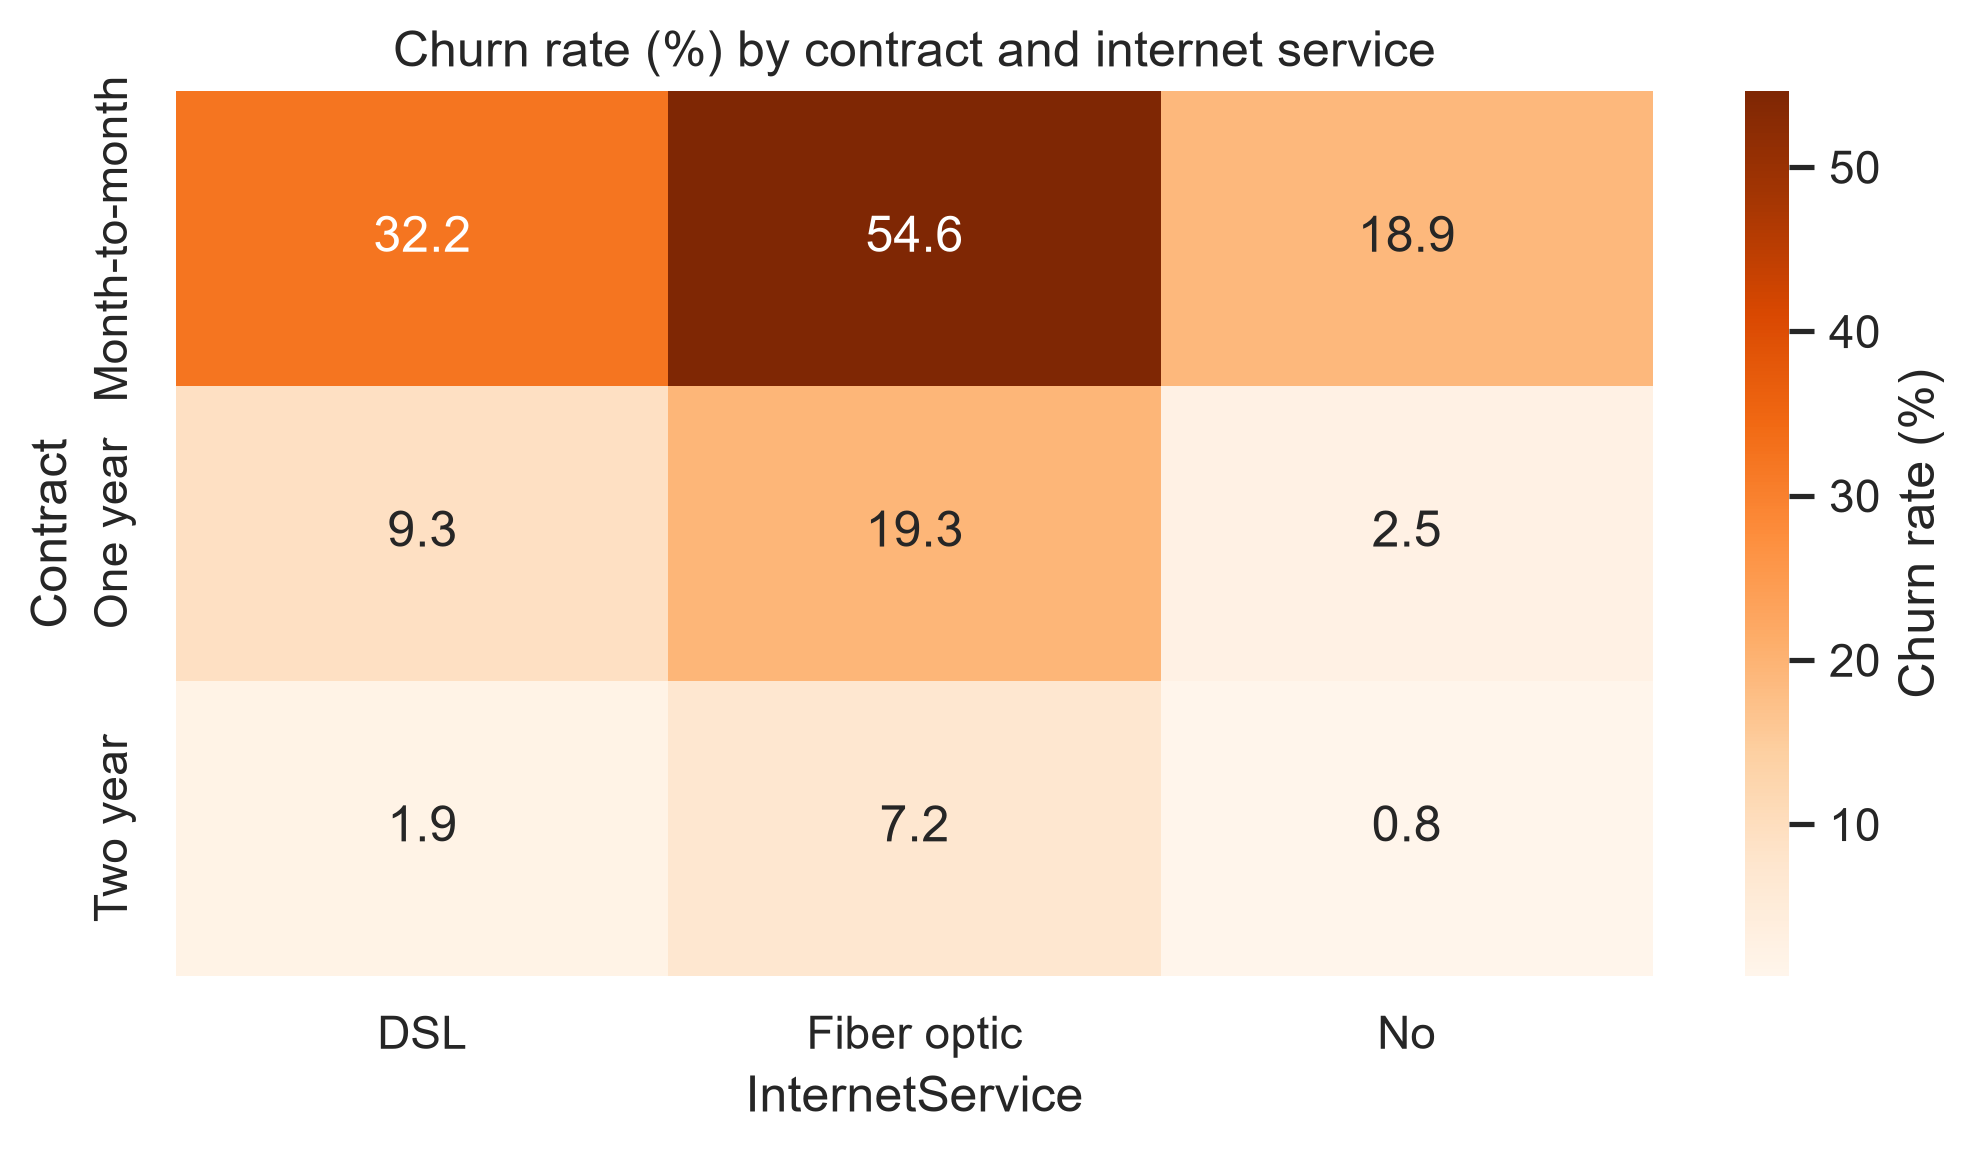 Churn rate (%) by contract and internet service
Contract
Month-to-month
32.2 54.6 18.9
One year
9.3 19.3 2.5
Two year
1.9 7.2 0.8
DSL Fiber optic No
InternetService
50
40
30
20
10
Churn rate (%)